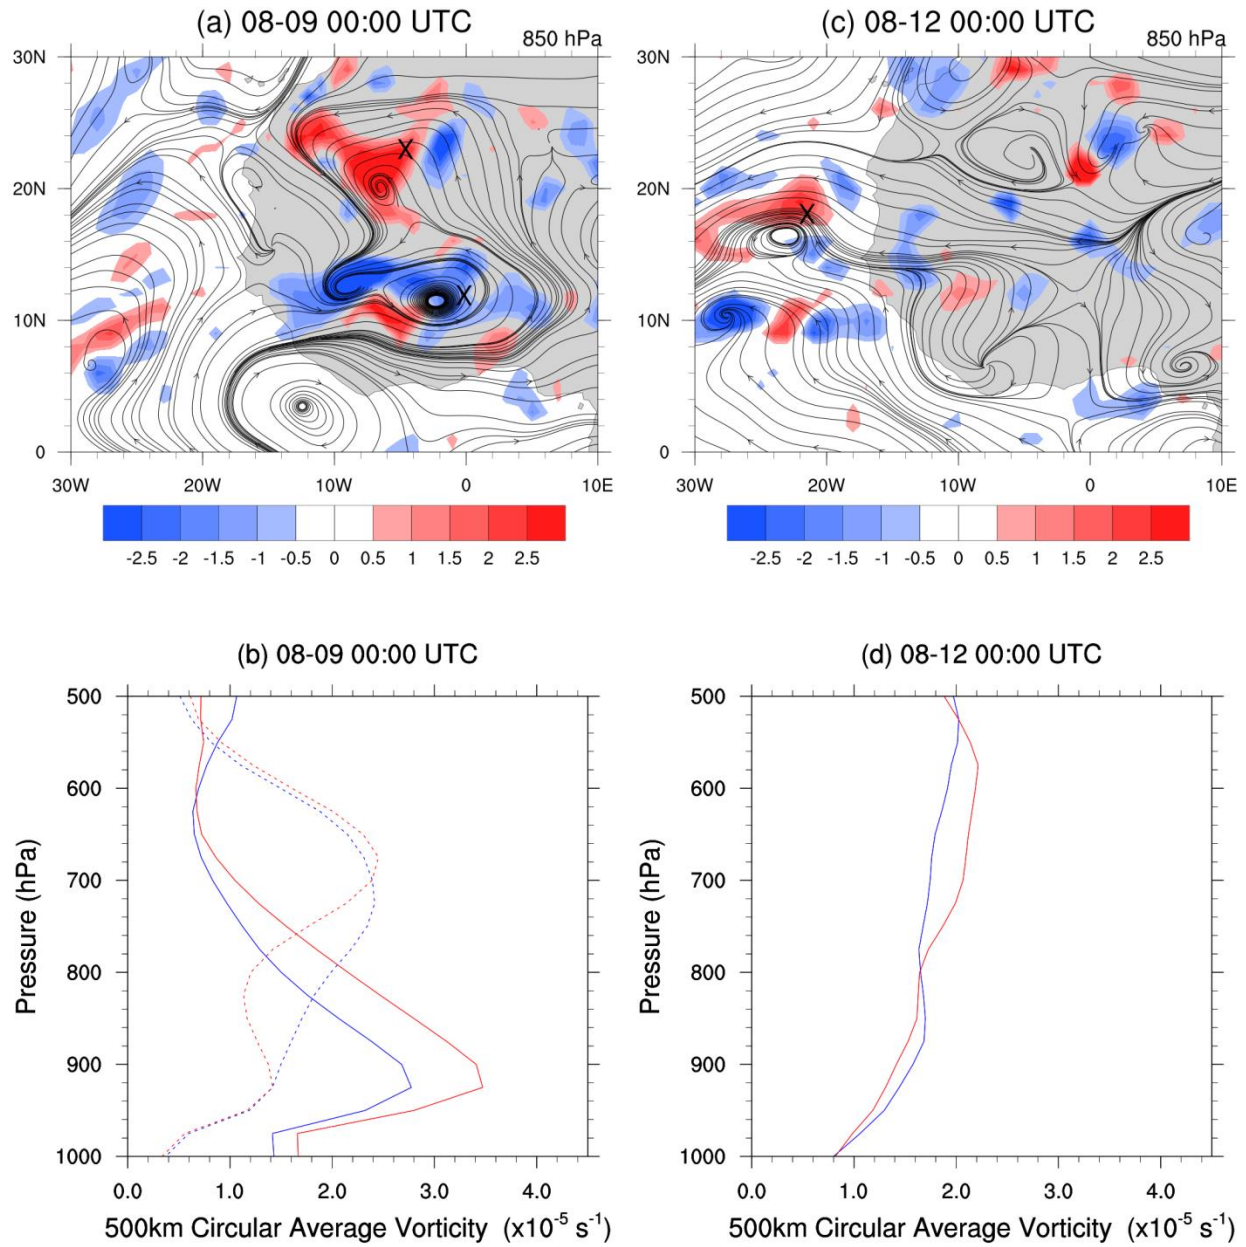 (a) 08-09 00:00 UTC
850 hPa
30N
20N
10N
0
X
X
30W 20W 10W 0 10E
-2.5 -2 -1.5 -1 -0.5 0 0.5 1 1.5 2 2.5
(c) 08-12 00:00 UTC
850 hPa
30N
20N
10N
0
X
30W 20W 10W 0 10E
-2.5 -2 -1.5 -1 -0.5 0 0.5 1 1.5 2 2.5
(b) 08-09 00:00 UTC
Pressure (hPa)
500
600
700
800
900
1000
0.0 1.0 2.0 3.0 4.0
500km Circular Average Vorticity (x10⁻⁵ s⁻¹)
(d) 08-12 00:00 UTC
Pressure (hPa)
500
600
700
800
900
1000
0.0 1.0 2.0 3.0 4.0
500km Circular Average Vorticity (x10⁻⁵ s⁻¹)